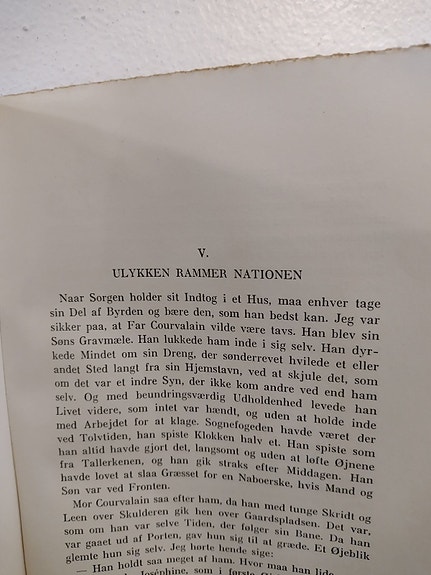 V.
ULYKKEN RAMMER NATIONEN
Naar Sorgen holder sit Indtog i et Hus, maa enhver tage
sin Del af Byrden og bære den, som han bedst kan. Jeg var
sikker paa, at Far Courvalain vilde være tavs. Han blev sin
Søns Gravmæle. Han lukkede ham inde i sig selv. Han dyr-
kede Mindet om sin Dreng, der sønderrevet hvilede et eller
andet Sted langt fra sin Hjemstavn, ved at skjule det, som
om det var et indre Syn, der ikke kom andre ved end ham
selv. Og med beundringsværdig Udholdenhed levede han
Livet videre, som intet var hændt, og uden at holde inde
med Arbejdet for at klage. Sognefogeden havde været der
ved Tolvtiden, han spiste Klokken halv et. Han spiste som
han altid havde gjort det, langsomt og uden at løfte Øjnene
fra Tallerkenen, og han gik straks efter Middagen. Han
havde lovet at slaa Græsset for en Naboerske, hvis Mand og
Søn var ved Fronten.
Mor Courvalain saa efter ham, da han med tunge Skridt og
Leen over Skulderen gik hen over Gaardspladsen. Det var,
som om han var selve Tiden, der følger sin Bane. Da han
var gaaet ud af Porten, gav hun sig til at græde. Et Øjeblik
glemte hun sig selv. Jeg hørte hende sige:
— Han holdt saa meget af ham. Hvor maa han lide
Joséphine, som i første